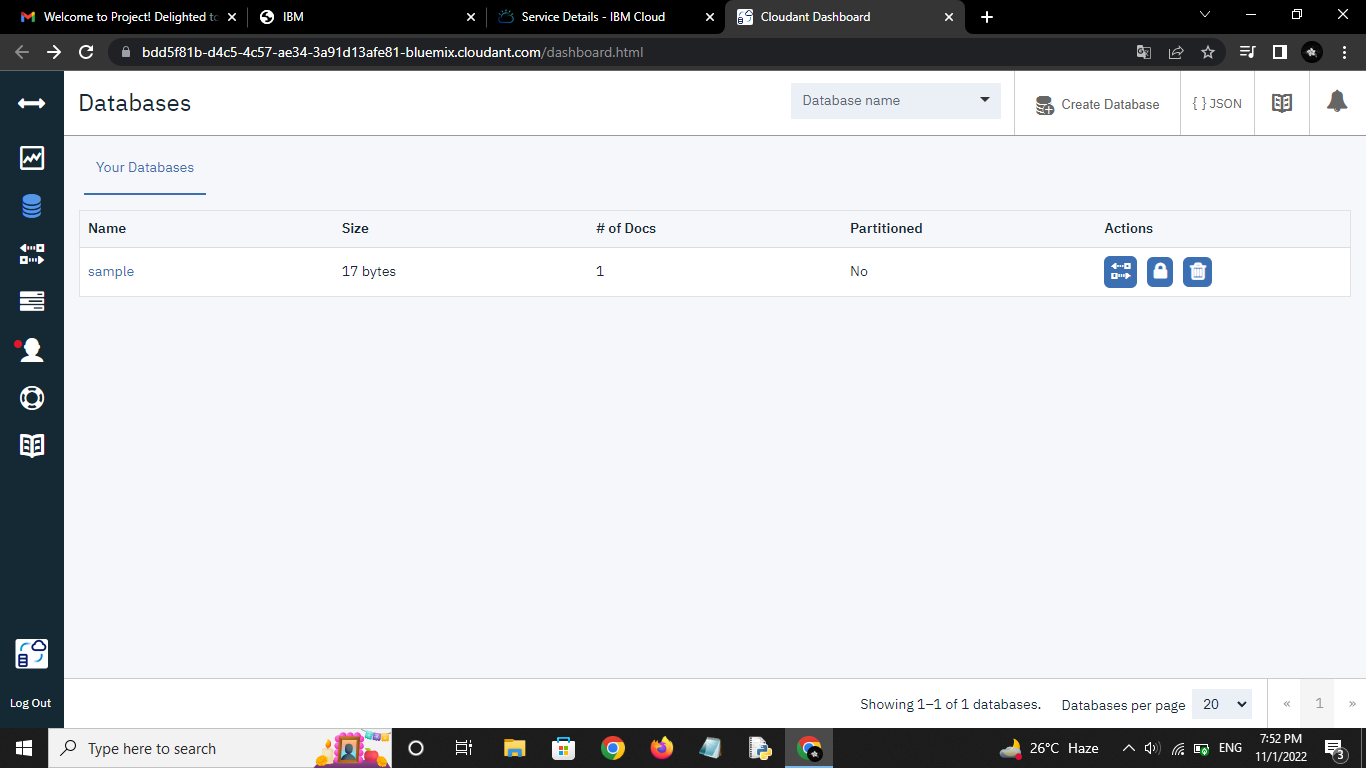 Welcome to Project! Delighted to
IBM
Service Details - IBM Cloud
Cloudant Dashboard
bdd5f81b-d4c5-4c57-ae34-3a91d13afe81-bluemix.cloudant.com/dashboard.html
Databases
Database name
Create Database
{ } JSON
Your Databases
Name Size # of Docs Partitioned Actions
sample 17 bytes 1 No
Log Out
Showing 1–1 of 1 databases.
Databases per page 20
« 1 »
Type here to search
26°C Haze
ENG
7:52 PM
11/1/2022
3